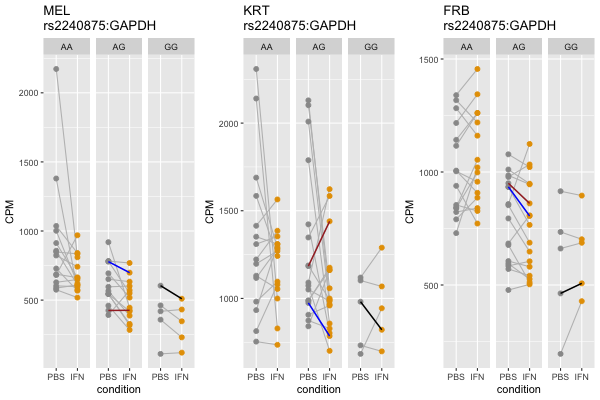 MEL
rs2240875:GAPDH
AA AG GG
CPM
2000
1500
1000
500
PBS IFN PBS IFN PBS IFN
condition
KRT
rs2240875:GAPDH
AA AG GG
CPM
2000
1500
1000
PBS IFN PBS IFN PBS IFN
condition
FRB
rs2240875:GAPDH
AA AG GG
CPM
1500
1000
500
PBS IFN PBS IFN PBS IFN
condition